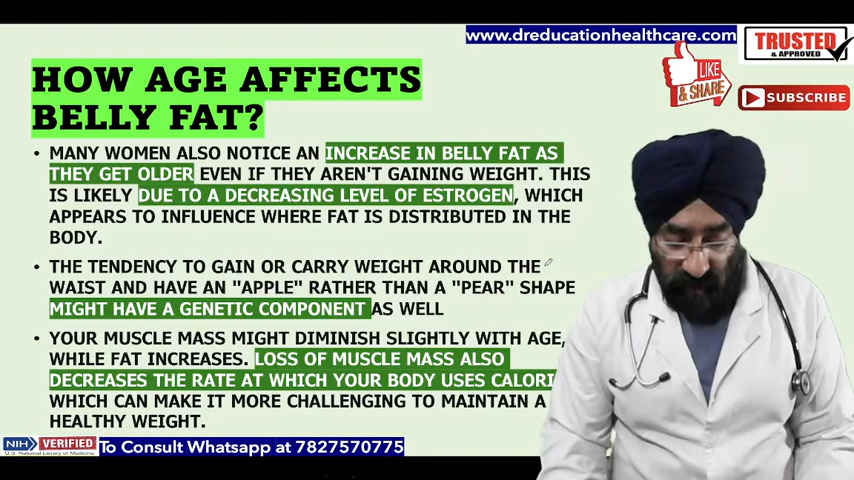 www.dreducationhealthcare.com
TRUSTED
& APPROVED
LIKE
& SHARE
SUBSCRIBE
HOW AGE AFFECTS
BELLY FAT?
• MANY WOMEN ALSO NOTICE AN INCREASE IN BELLY FAT AS
THEY GET OLDER EVEN IF THEY AREN'T GAINING WEIGHT. THIS
IS LIKELY DUE TO A DECREASING LEVEL OF ESTROGEN, WHICH
APPEARS TO INFLUENCE WHERE FAT IS DISTRIBUTED IN THE
BODY.
• THE TENDENCY TO GAIN OR CARRY WEIGHT AROUND THE
WAIST AND HAVE AN "APPLE" RATHER THAN A "PEAR" SHAPE
MIGHT HAVE A GENETIC COMPONENT AS WELL
• YOUR MUSCLE MASS MIGHT DIMINISH SLIGHTLY WITH AGE,
WHILE FAT INCREASES. LOSS OF MUSCLE MASS ALSO
DECREASES THE RATE AT WHICH YOUR BODY USES CALORI
WHICH CAN MAKE IT MORE CHALLENGING TO MAINTAIN A
HEALTHY WEIGHT.
NIH VERIFIED
U.S. National Library of Medicine
To Consult Whatsapp at 7827570775